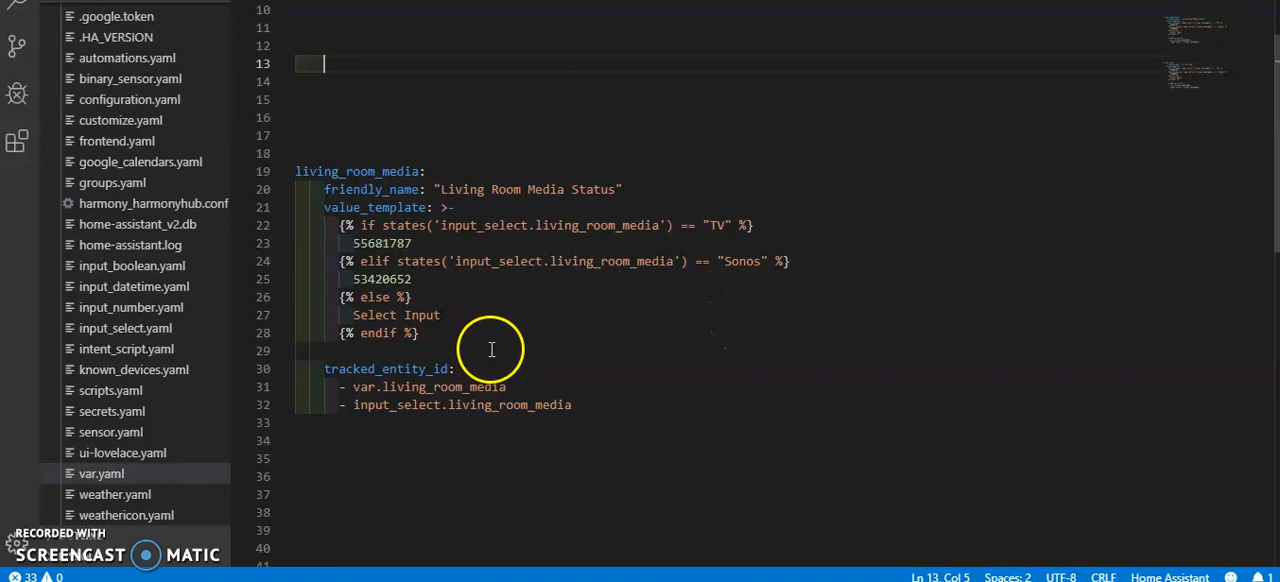 .google.token
.HA_VERSION
automations.yaml
binary_sensor.yaml
configuration.yaml
customize.yaml
frontend.yaml
google_calendars.yaml
groups.yaml
harmony_harmonyhub.conf
home-assistant_v2.db
home-assistant.log
input_boolean.yaml
input_datetime.yaml
input_number.yaml
input_select.yaml
intent_script.yaml
known_devices.yaml
scripts.yaml
secrets.yaml
sensor.yaml
ui-lovelace.yaml
var.yaml
weather.yaml
weathericon.yaml
RECORDED WITH
SCREENCAST MATIC
10
11
12
13
14
15
16
17
18
19 living_room_media:
20 friendly_name: "Living Room Media Status"
21 value_template: >-
22 {% if states('input_select.living_room_media') == "TV" %}
23 55681787
24 {% elif states('input_select.living_room_media') == "Sonos" %}
25 53420652
26 {% else %}
27 Select Input
28 {% endif %}
29
30 tracked_entity_id:
31 - var.living_room_media
32 - input_select.living_room_media
33
34
35
36
37
38
39
40
41
33 0 Ln 13, Col 5 Spaces: 2 UTF-8 CRLF Home Assistant 1